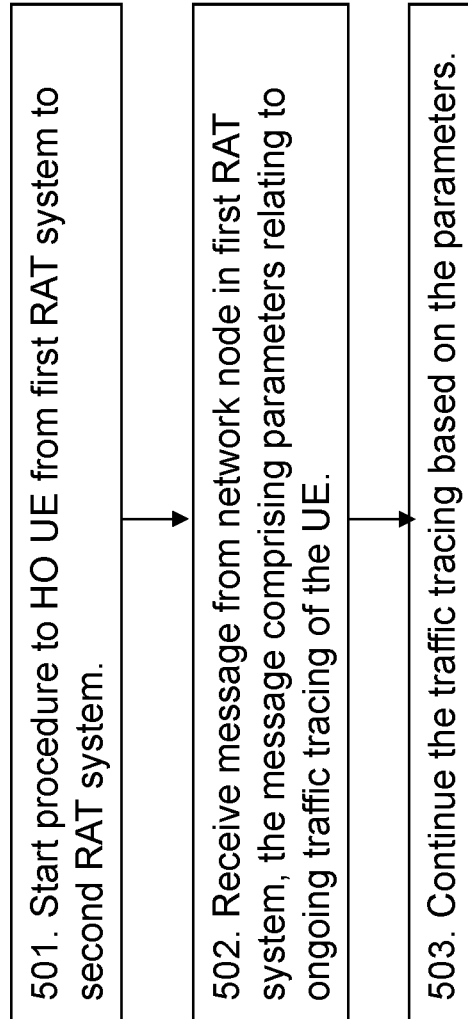 501. Start procedure to HO UE from first RAT system to
second RAT system.
502. Receive message from network node in first RAT
system, the message comprising parameters relating to
ongoing traffic tracing of the UE.
503. Continue the traffic tracing based on the parameters.